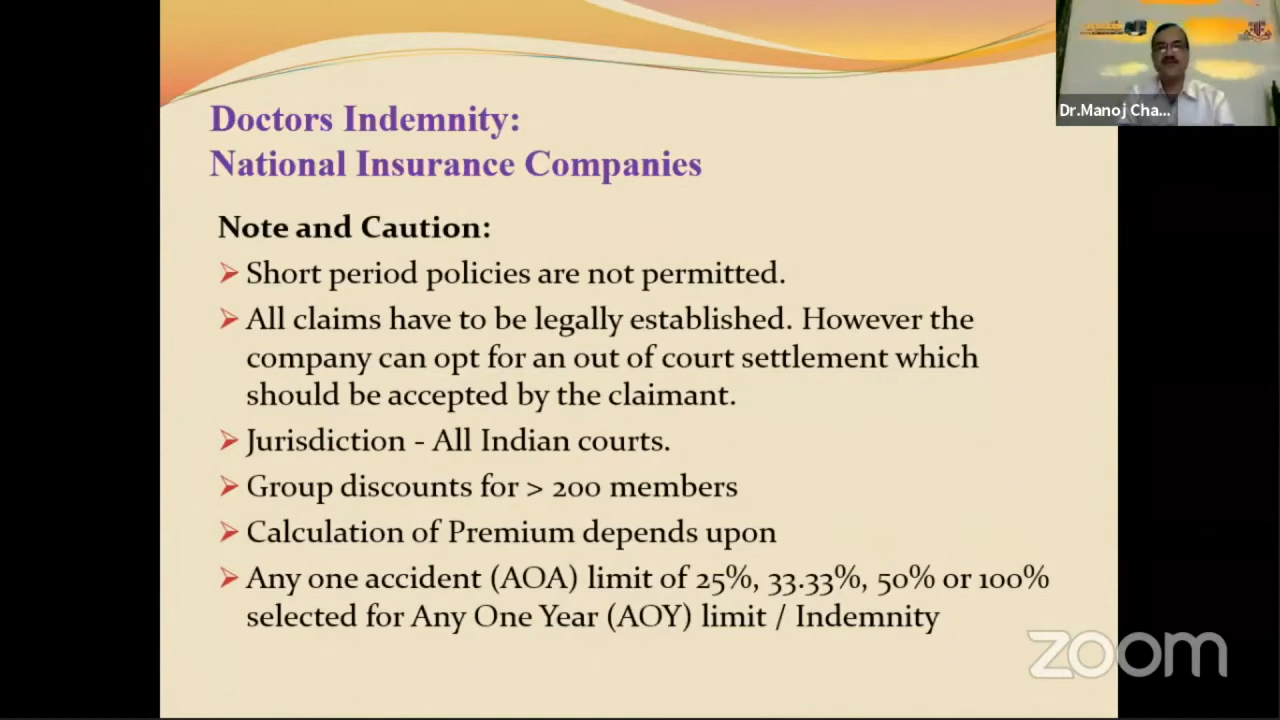 Doctors Indemnity:
National Insurance Companies
Note and Caution:
Short period policies are not permitted.
All claims have to be legally established. However the
company can opt for an out of court settlement which
should be accepted by the claimant.
Jurisdiction - All Indian courts.
Group discounts for > 200 members
Calculation of Premium depends upon
Any one accident (AOA) limit of 25%, 33.33%, 50% or 100%
selected for Any One Year (AOY) limit / Indemnity
Dr.Manoj Cha...
zoom